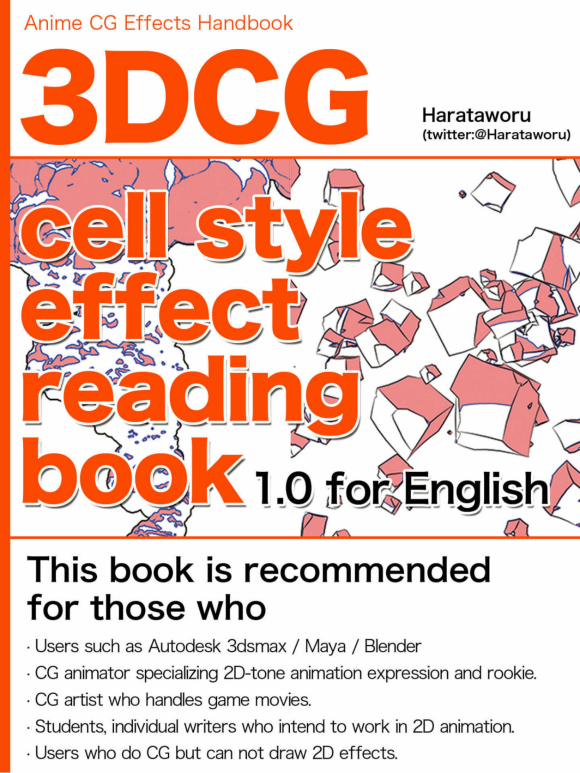 Anime CG Effects Handbook
3DCG
Harataworu
(twitter:@Harataworu)
cell style
effect
reading
book 1.0 for English
This book is recommended
for those who
· Users such as Autodesk 3dsmax / Maya / Blender
· CG animator specializing 2D-tone animation expression and rookie.
· CG artist who handles game movies.
· Students, individual writers who intend to work in 2D animation.
· Users who do CG but can not draw 2D effects.